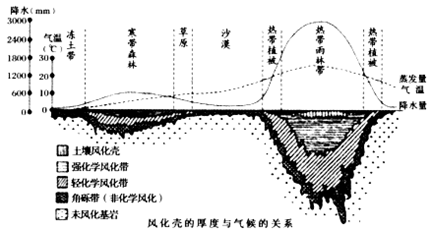 降水(mm)
3000
2400
1800
1200
600
0
气温
(℃)
30
20
10
0
冻土带
寒带森林
草原
沙漠
热带植被
热带雨林带
热带植被
蒸发量
气温
降水量
土壤风化壳
强化学风化带
轻化学风化带
角砾带(非化学风化)
未风化基岩
风化壳的厚度与气候的关系